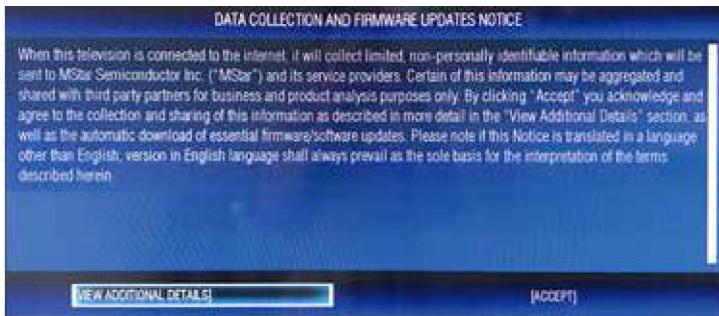 DATA COLLECTION AND FIRMWARE UPDATES NOTICE
When this television is connected to the internet, it will collect limited, non-personally identifiable information which will be
sent to MStar Semiconductor Inc. ("MStar") and its service providers. Certain of this information may be aggregated and
shared with third party partners for business and product analysis purposes only. By clicking "Accept" you acknowledge and
agree to the collection and sharing of this information as described in more detail in the "View Additional Details" section, as
well as the automatic download of essential firmware/software updates. Please note if this Notice is translated in a language
other than English, version in English language shall always prevail as the sole basis for the interpretation of the terms
described herein
[VIEW ADDITIONAL DETAILS]
[ACCEPT]